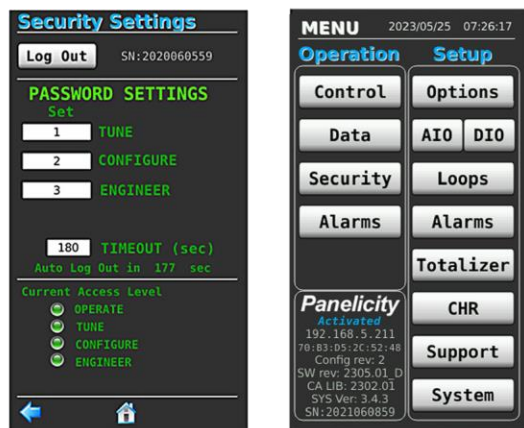 Security Settings
Log Out SN:2020060559
PASSWORD SETTINGS
Set
1 TUNE
2 CONFIGURE
3 ENGINEER
180 TIMEOUT (sec)
Auto Log Out in 177 sec
Current Access Level
OPERATE
TUNE
CONFIGURE
ENGINEER
MENU 2023/05/25 07:26:17
Operation Setup
Control Options
Data AIO DIO
Security Loops
Alarms Alarms
Totalizer
CHR
Support
System
Panelicity
Activated
192.168.5.211
70:B3:D5:2C:52:48
Config rev: 2
SW rev: 2305.01_D
CA LIB: 2302.01
SYS Ver: 3.4.3
SN:2021060859